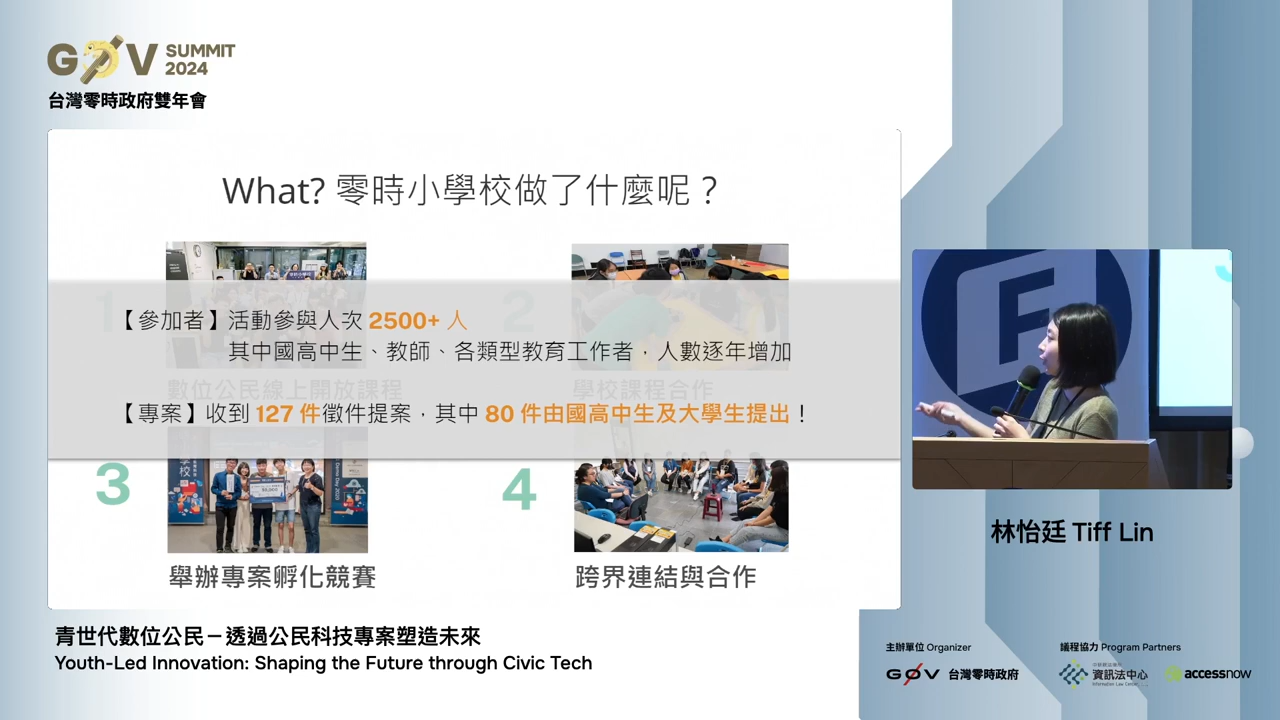 GØV SUMMIT 2024
台灣零時政府雙年會
What? 零時小學校做了什麼呢？
1
2
【參加者】活動參與人次 2500+ 人
其中國高中生、教師、各類型教育工作者，人數逐年增加
數位公民線上開放課程
學校課程合作
【專案】收到 127 件徵件提案，其中 80 件由國高中生及大學生提出！
3
舉辦專案孵化競賽
4
跨界連結與合作
林怡廷 Tiff Lin
青世代數位公民－透過公民科技專案塑造未來
Youth-Led Innovation: Shaping the Future through Civic Tech
主辦單位 Organizer
GØV 台灣零時政府
議程協力 Program Partners
資訊法中心
Information Law Center
accessnow